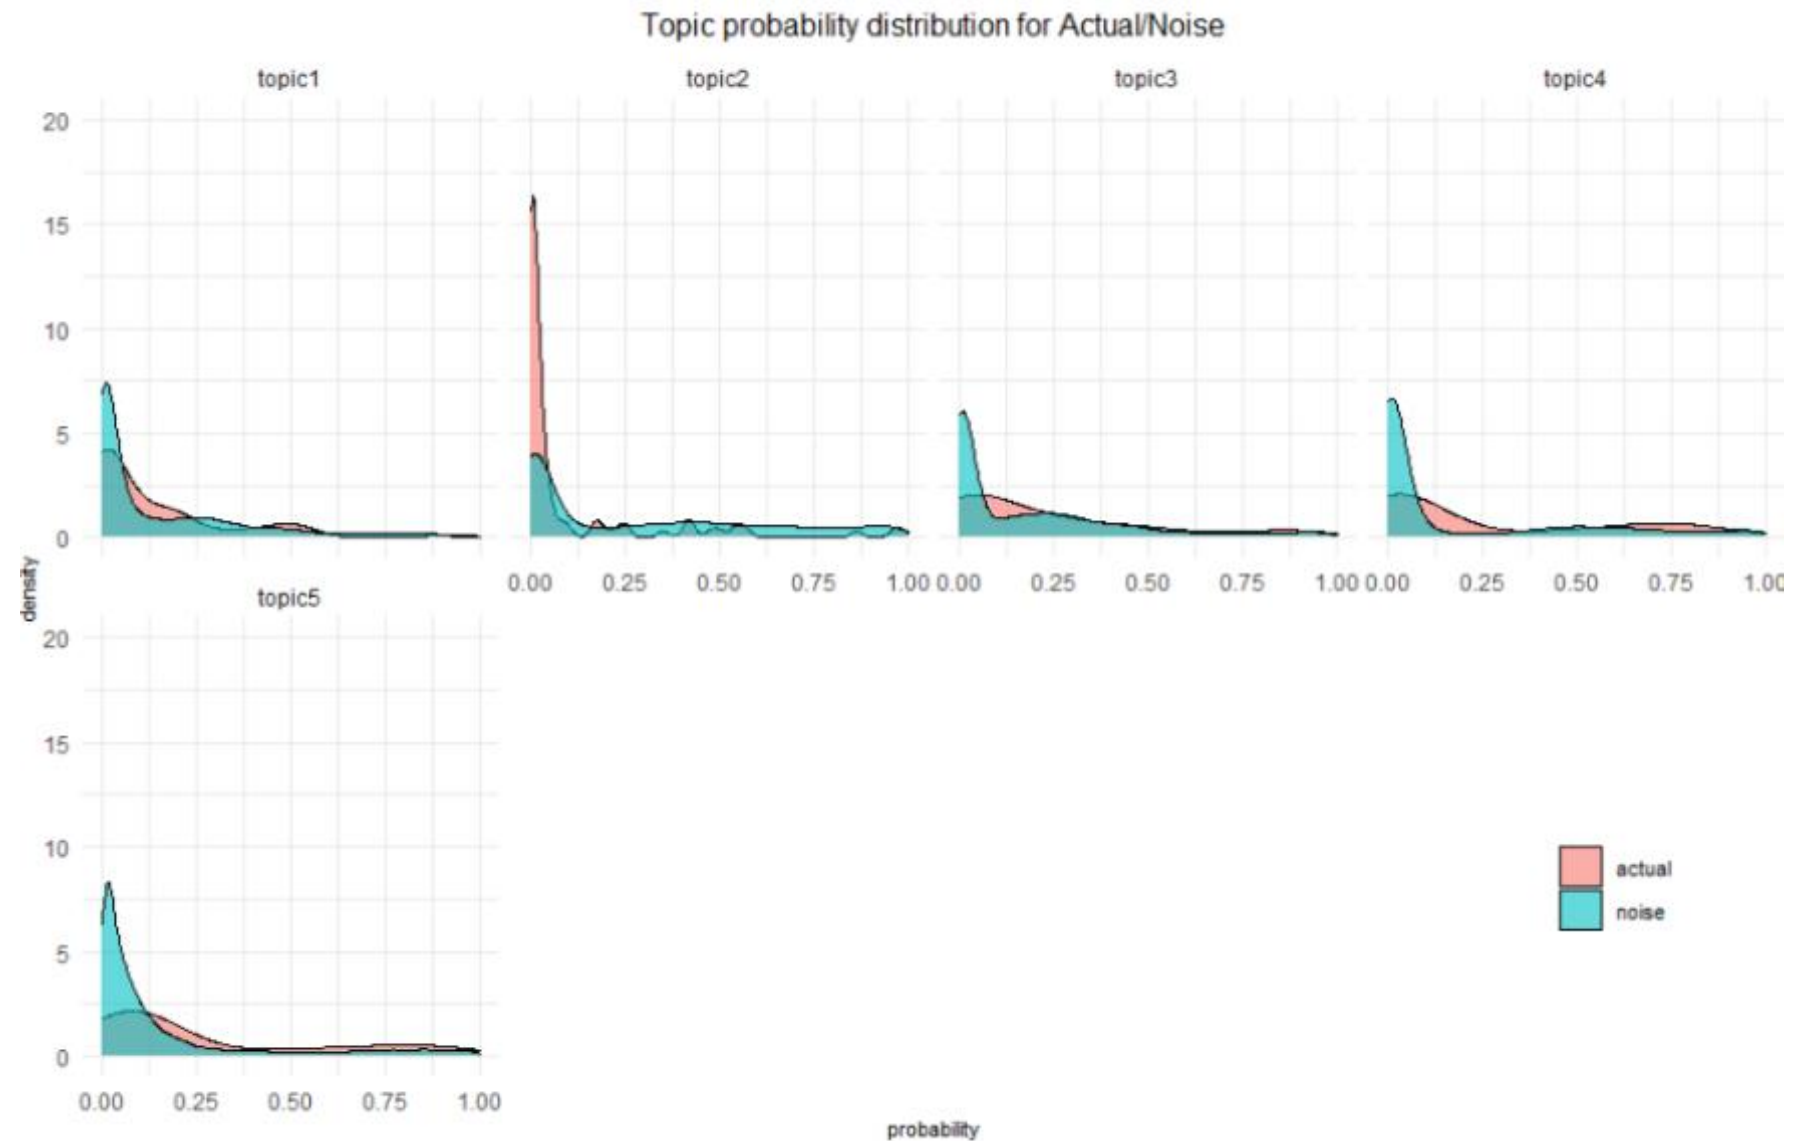 Topic probability distribution for Actual/Noise
topic1 topic2 topic3 topic4
20
15
10
5
0
0.00 0.25 0.50 0.75 1.00 0.00 0.25 0.50 0.75 1.00 0.00 0.25 0.50 0.75 1.00
density
topic5
20
15
10
5
0
0.00 0.25 0.50 0.75 1.00
actual
noise
probability